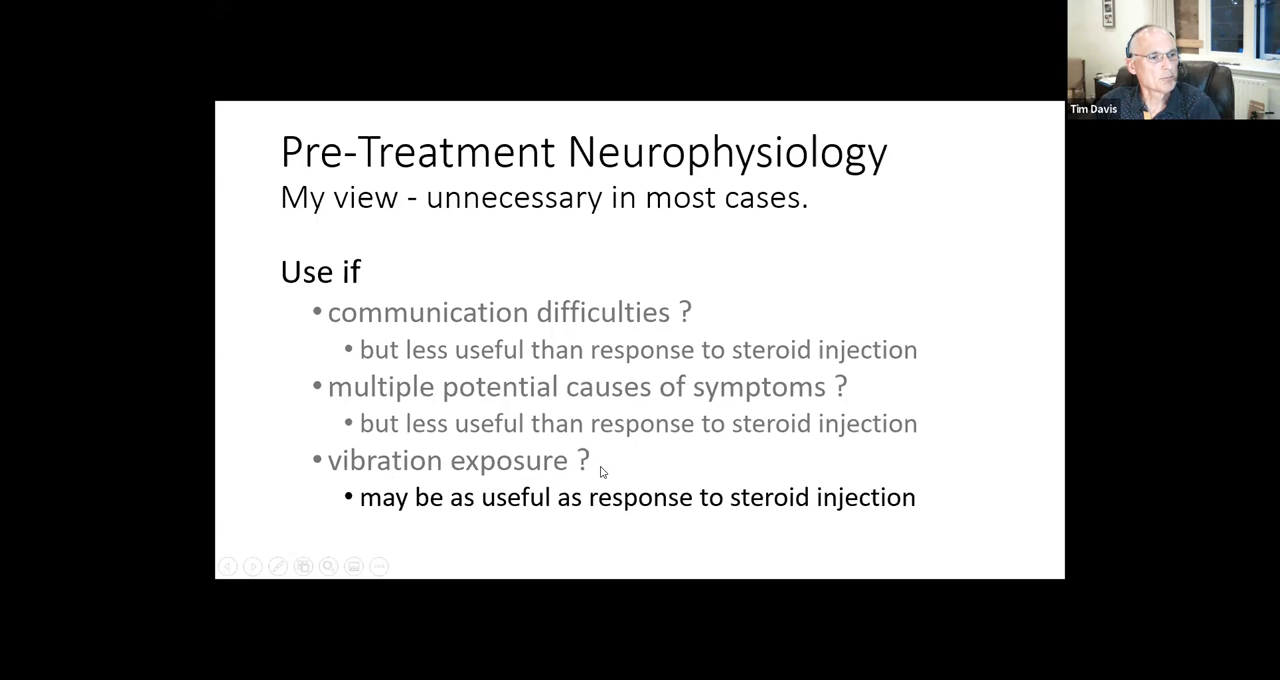 Tim Davis
Pre-Treatment Neurophysiology
My view - unnecessary in most cases.
Use if
• communication difficulties ?
• but less useful than response to steroid injection
• multiple potential causes of symptoms ?
• but less useful than response to steroid injection
• vibration exposure ?
• may be as useful as response to steroid injection